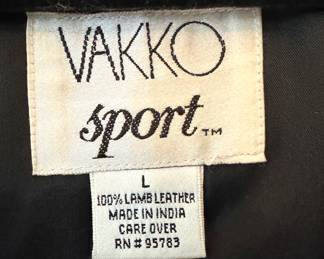 VAKKO
sport™
L
100% LAMB LEATHER
MADE IN INDIA
CARE OVER
RN# 95783